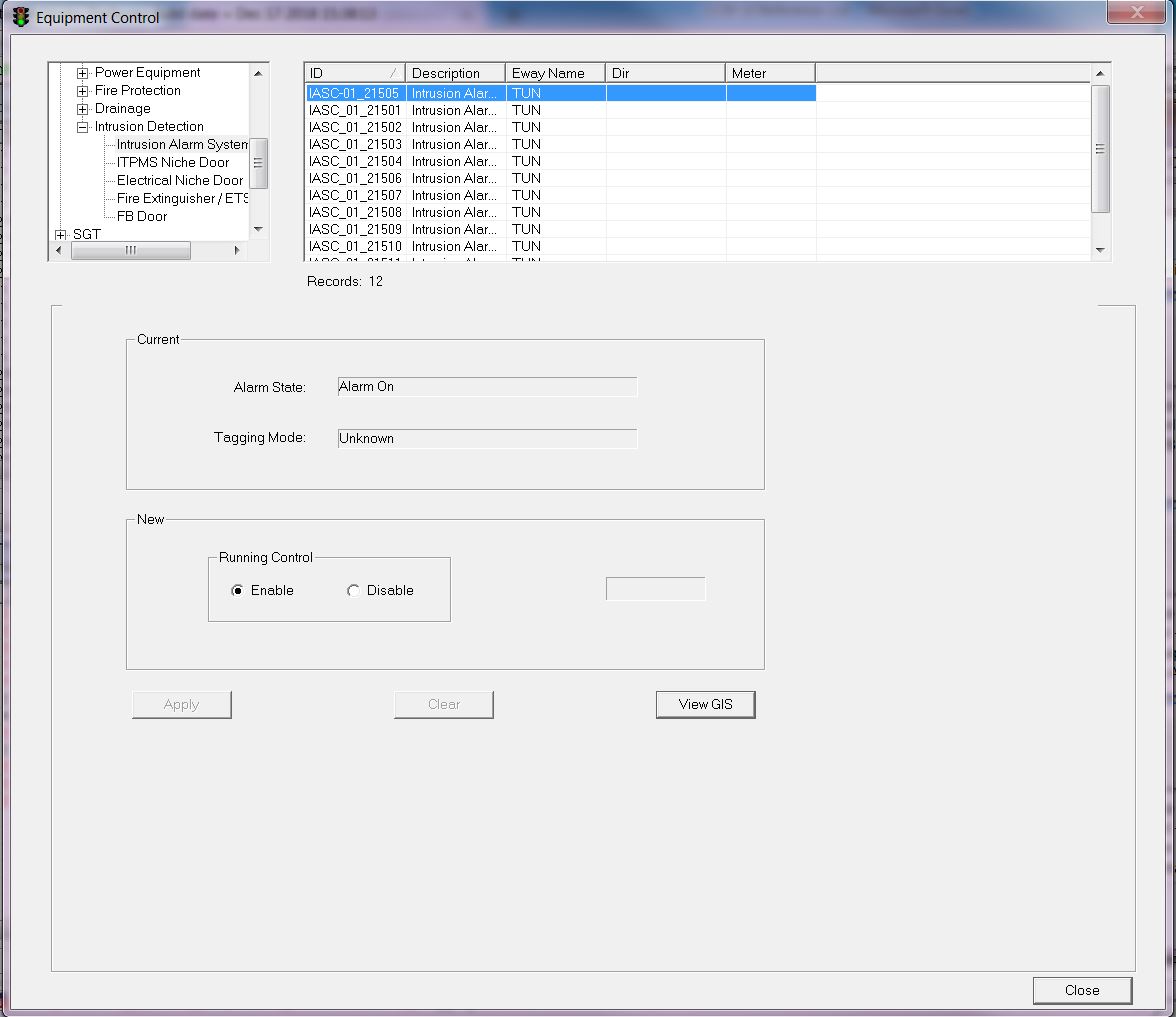 Equipment Control
Power Equipment
Fire Protection
Drainage
Intrusion Detection
Intrusion Alarm System
ITPMS Niche Door
Electrical Niche Door
Fire Extinguisher / ETS
FB Door
SGT
ID / Description Eway Name Dir Meter
IASC-01_21505 Intrusion Alar... TUN
IASC_01_21501 Intrusion Alar... TUN
IASC_01_21502 Intrusion Alar... TUN
IASC_01_21503 Intrusion Alar... TUN
IASC_01_21504 Intrusion Alar... TUN
IASC_01_21506 Intrusion Alar... TUN
IASC_01_21507 Intrusion Alar... TUN
IASC_01_21508 Intrusion Alar... TUN
IASC_01_21509 Intrusion Alar... TUN
IASC_01_21510 Intrusion Alar... TUN
Records: 12
Current
Alarm State: Alarm On
Tagging Mode: Unknown
New
Running Control
Enable Disable
Apply Clear View GIS
Close